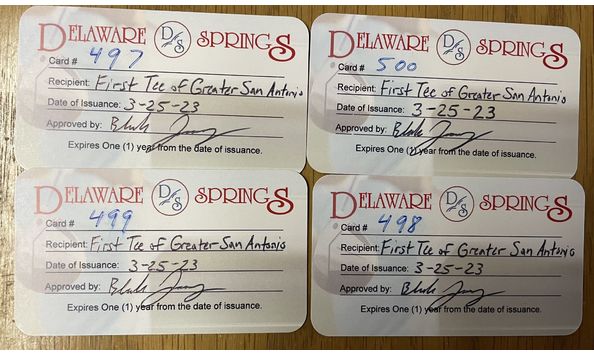 DELAWARE D/S SPRINGS
Card # 497
Recipient: First Tee of Greater San Antonio
Date of Issuance: 3-25-23
Approved by:
Expires One (1) year from the date of issuance.
DELAWARE D/S SPRINGS
Card # 500
Recipient: First Tee of Greater San Antonio
Date of Issuance: 3-25-23
Approved by:
Expires One (1) year from the date of issuance.
DELAWARE D/S SPRINGS
Card # 499
Recipient: First Tee of Greater San Antonio
Date of Issuance: 3-25-23
Approved by:
Expires One (1) year from the date of issuance.
DELAWARE D/S SPRINGS
Card # 498
Recipient: First Tee of Greater San Antonio
Date of Issuance: 3-25-23
Approved by:
Expires One (1) year from the date of issuance.